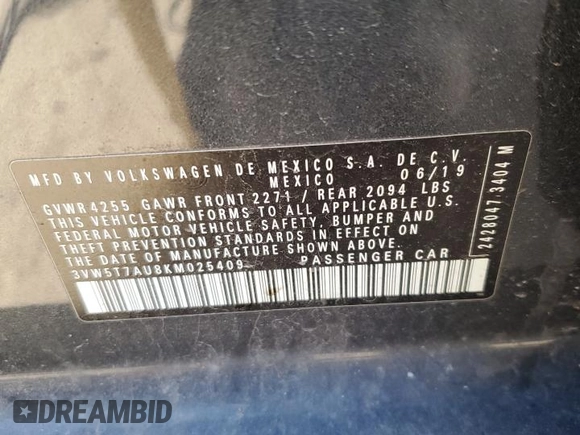 MFD BY VOLKSWAGEN DE MEXICO S.A. DE C.V.
MEXICO 06/19
GVWR 4255 GAWR FRONT 2271 / REAR 2094 LBS
THIS VEHICLE CONFORMS TO ALL APPLICABLE U.S.
FEDERAL MOTOR VEHICLE SAFETY, BUMPER AND
THEFT PREVENTION STANDARDS IN EFFECT ON
THE DATE OF MANUFACTURE SHOWN ABOVE.
3VW5T7AU8KM025409 PASSENGER CAR
2428047.3404 M
DREAMBID